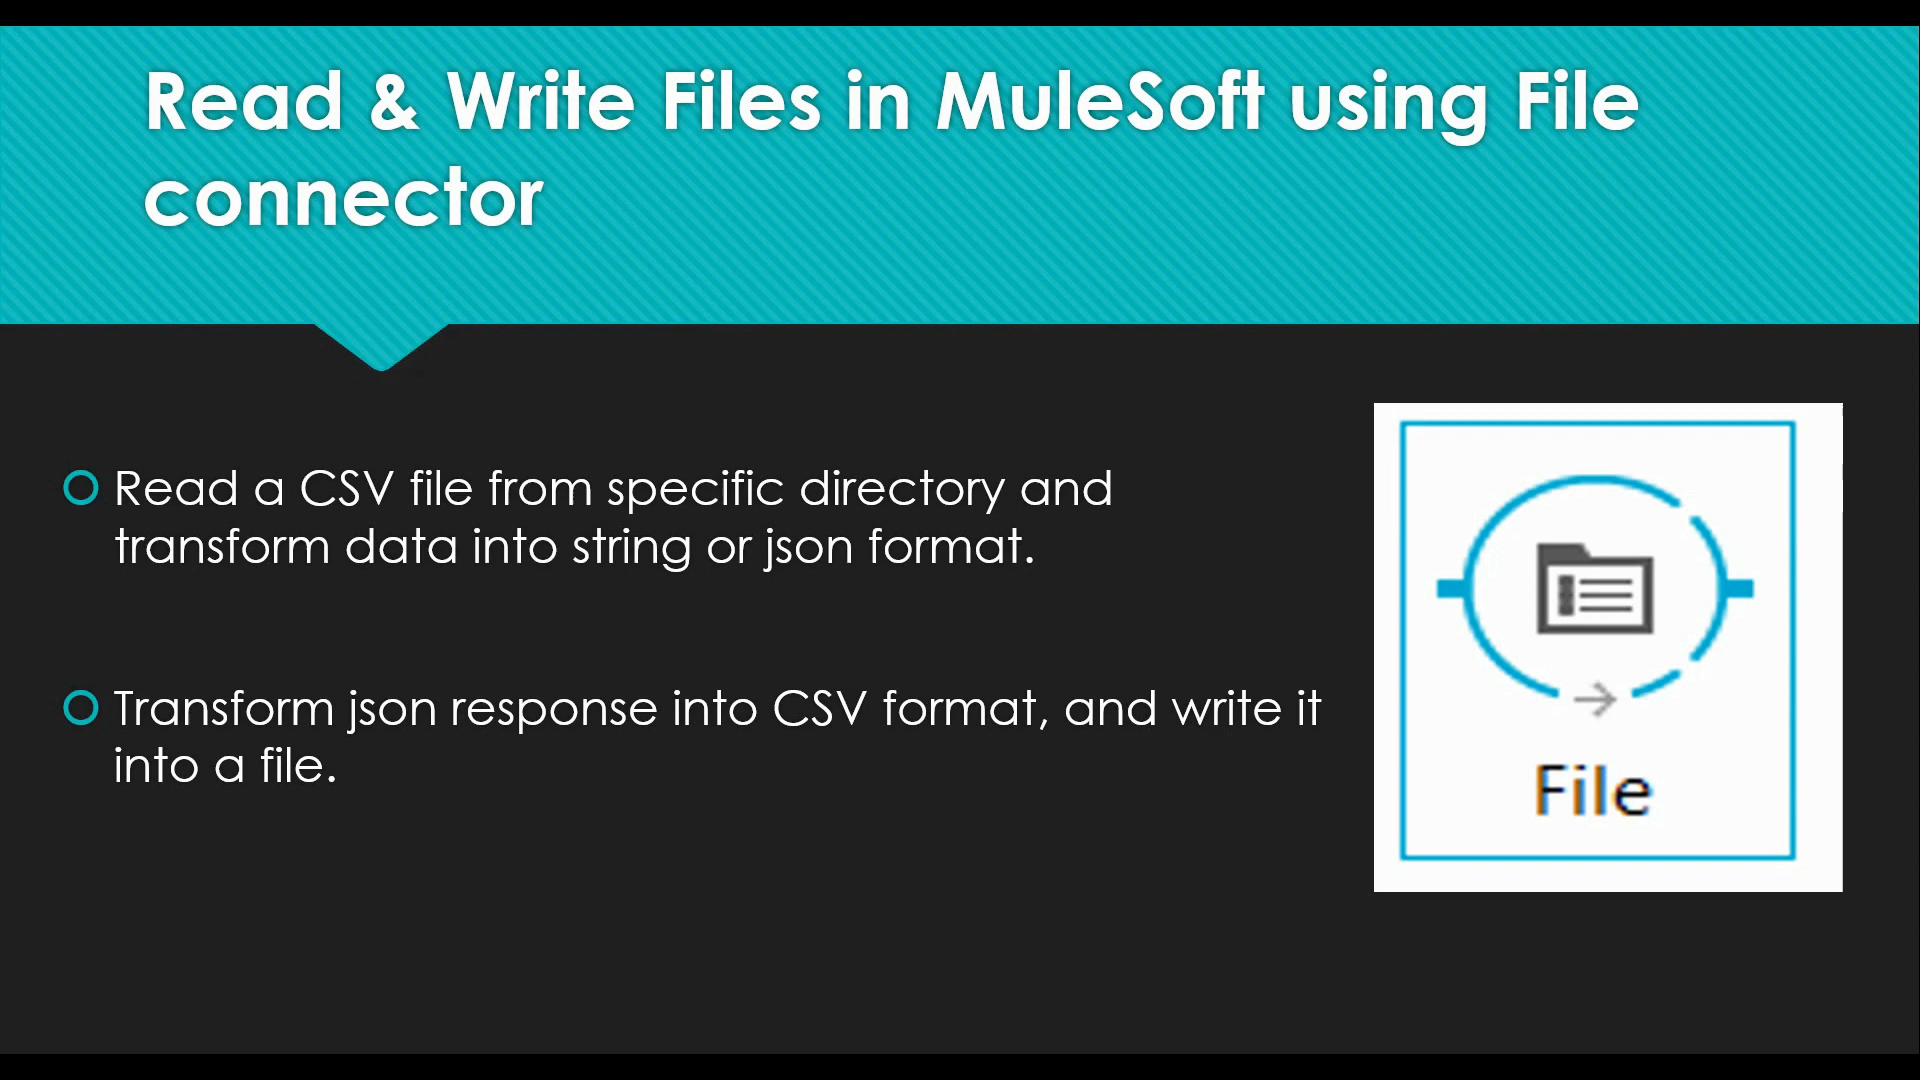 Read & Write Files in MuleSoft using File
connector
Read a CSV file from specific directory and
transform data into string or json format.
Transform json response into CSV format, and write it
into a file.
File